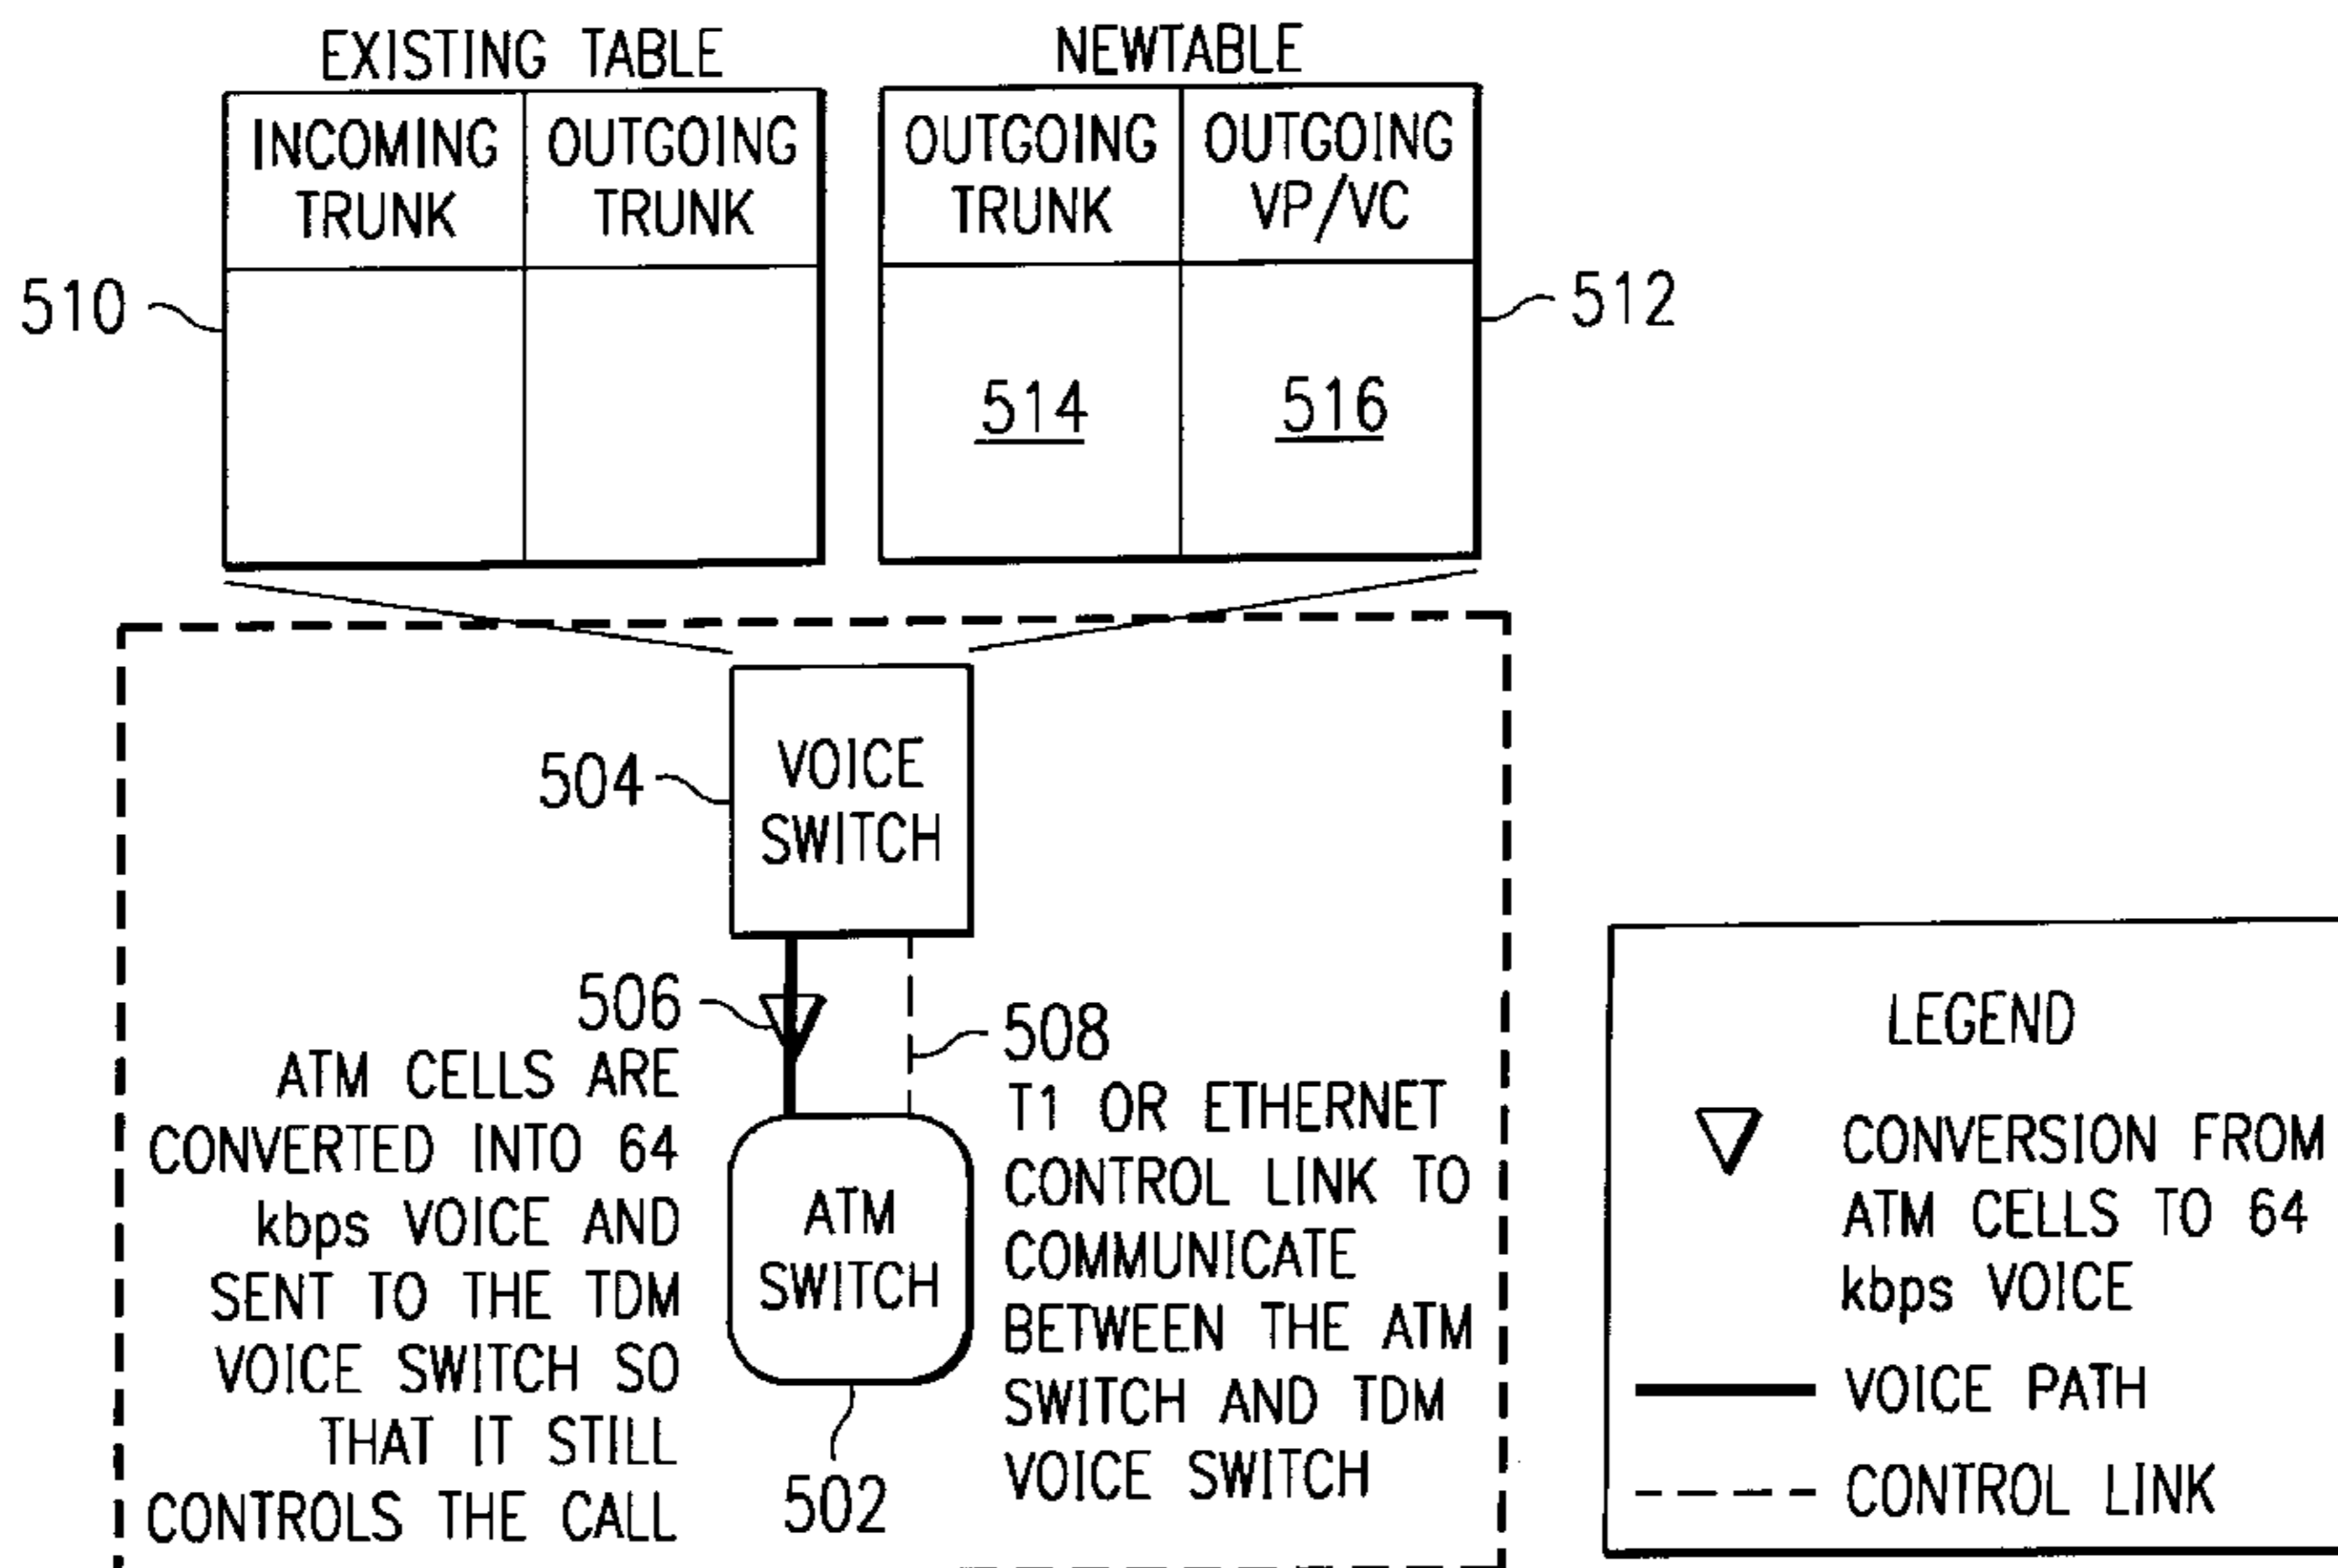 EXISTING TABLE
INCOMING TRUNK
OUTGOING TRUNK
510
NEWTABLE
OUTGOING TRUNK
OUTGOING VP/VC
512
514
516
504
VOICE
SWITCH
506
508
ATM CELLS ARE
CONVERTED INTO 64
kbps VOICE AND
SENT TO THE TDM
VOICE SWITCH SO
THAT IT STILL
CONTROLS THE CALL
ATM
SWITCH
502
T1 OR ETHERNET
CONTROL LINK TO
COMMUNICATE
BETWEEN THE ATM
SWITCH AND TDM
VOICE SWITCH
LEGEND
CONVERSION FROM
ATM CELLS TO 64
kbps VOICE
VOICE PATH
CONTROL LINK